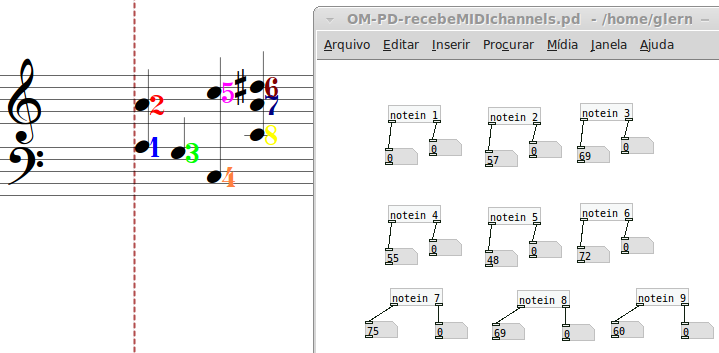 OM-PD-recebeMIDIchannels.pd - /home/glern
Arquivo Editar Inserir Procurar Mídia Janela Ajuda
2 5 6
7
1 3 4 8
notein 1 notein 2 notein 3
0 0 57 0 69 0
notein 4 notein 5 notein 6
55 0 48 0 72 0
notein 7 notein 8 notein 9
75 0 69 0 60 0